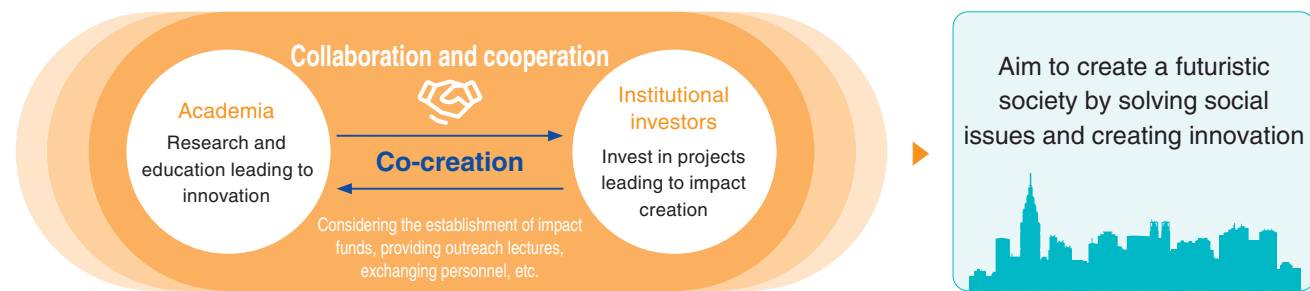 Collaboration and cooperation
Academia
Research and
education leading to
innovation
Co-creation
Considering the establishment of impact
funds, providing outreach lectures,
exchanging personnel, etc.
Institutional
investors
Invest in projects
leading to impact
creation
Aim to create a futuristic
society by solving social
issues and creating innovation